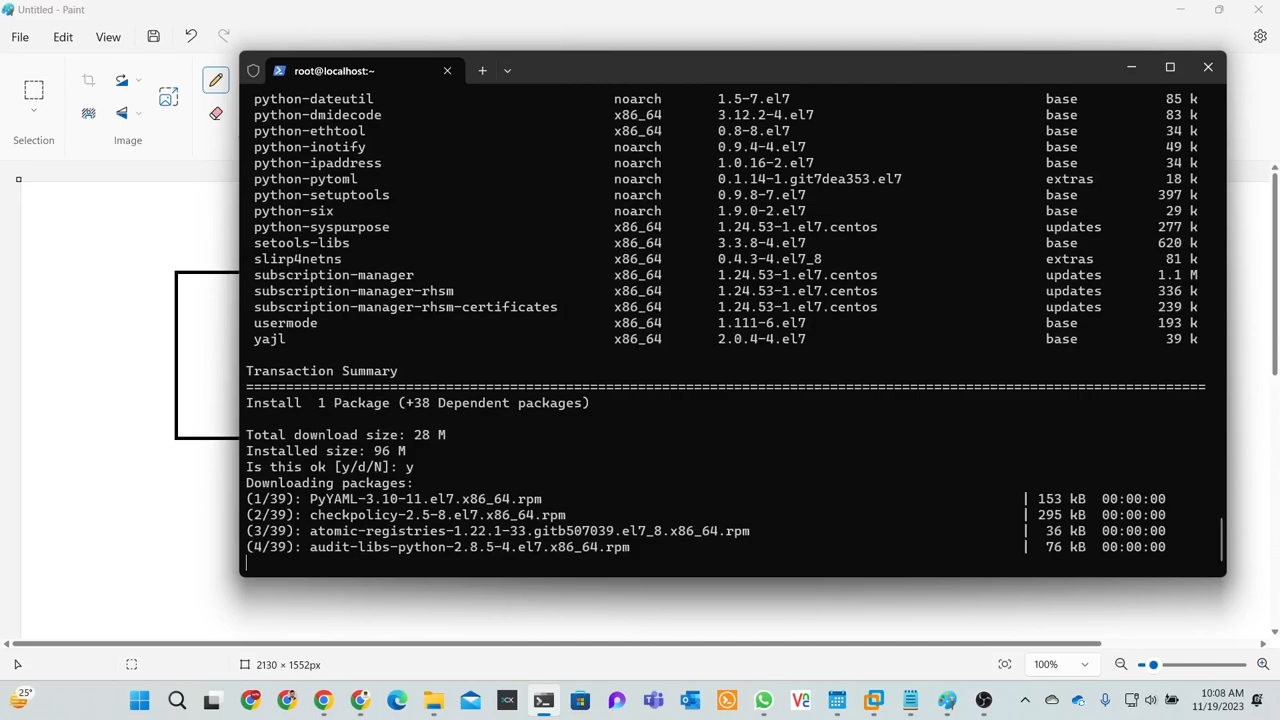 Untitled - Paint
File Edit View
root@localhost:~
Selection
Image
python-dateutil noarch 1.5-7.el7 base 85 k
python-dmidecode x86_64 3.12.2-4.el7 base 83 k
python-ethtool x86_64 0.8-8.el7 base 34 k
python-inotify noarch 0.9.4-4.el7 base 49 k
python-ipaddress noarch 1.0.16-2.el7 base 34 k
python-pytoml noarch 0.1.14-1.git7dea353.el7 extras 18 k
python-setuptools noarch 0.9.8-7.el7 base 397 k
python-six noarch 1.9.0-2.el7 base 29 k
python-syspurpose x86_64 1.24.53-1.el7.centos updates 277 k
setools-libs x86_64 3.3.8-4.el7 base 620 k
slirp4netns x86_64 0.4.3-4.el7_8 extras 81 k
subscription-manager x86_64 1.24.53-1.el7.centos updates 1.1 M
subscription-manager-rhsm x86_64 1.24.53-1.el7.centos updates 336 k
subscription-manager-rhsm-certificates x86_64 1.24.53-1.el7.centos updates 239 k
usermode x86_64 1.111-6.el7 base 193 k
yajl x86_64 2.0.4-4.el7 base 39 k
Transaction Summary
================================================================================
Install 1 Package (+38 Dependent packages)
Total download size: 28 M
Installed size: 96 M
Is this ok [y/d/N]: y
Downloading packages:
(1/39): PyYAML-3.10-11.el7.x86_64.rpm | 153 kB 00:00:00
(2/39): checkpolicy-2.5-8.el7.x86_64.rpm | 295 kB 00:00:00
(3/39): atomic-registries-1.22.1-33.gitb507039.el7_8.x86_64.rpm | 36 kB 00:00:00
(4/39): audit-libs-python-2.8.5-4.el7.x86_64.rpm | 76 kB 00:00:00
2130 × 1552px
100%
25°
10:08 AM
11/19/2023